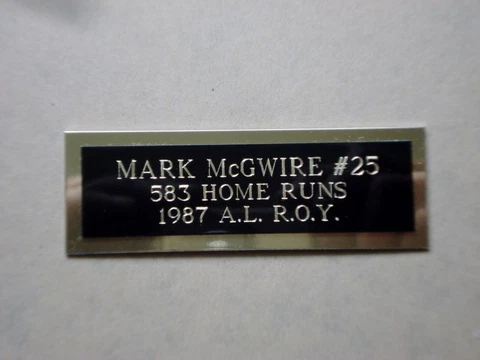 MARK McGWIRE #25
583 HOME RUNS
1987 A.L. R.O.Y.